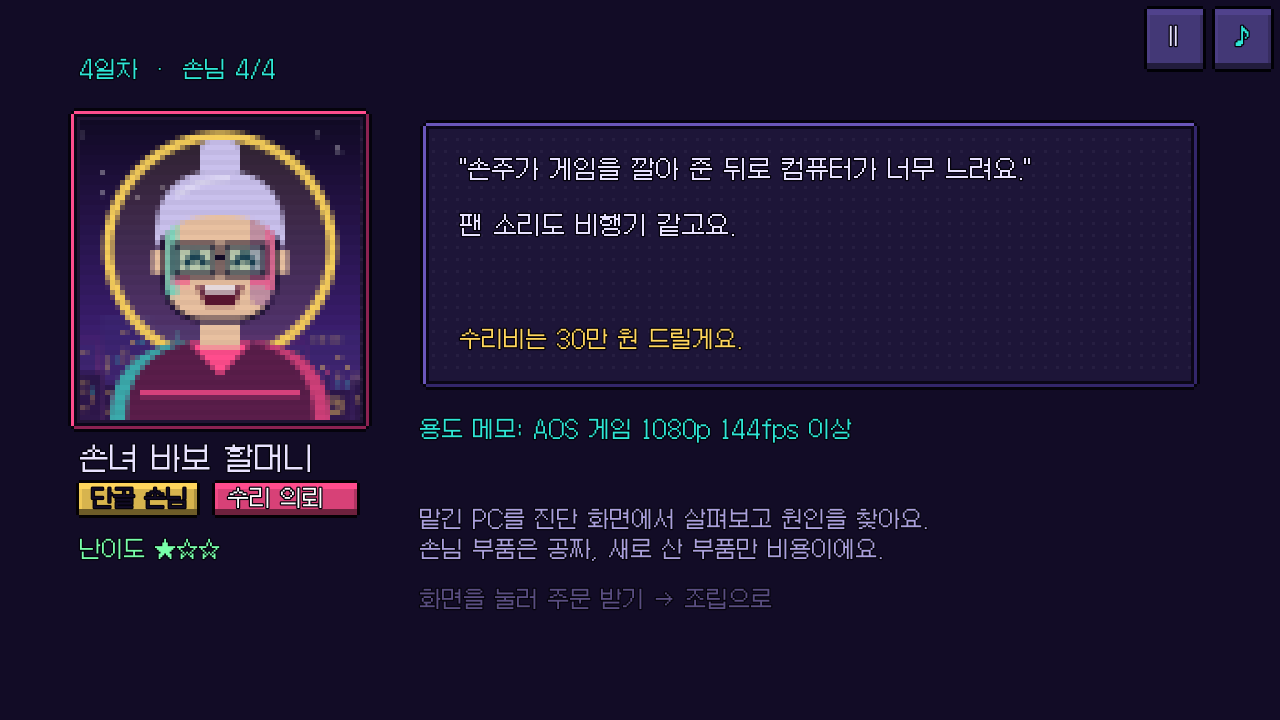 4일차 · 손님 4/4
"손주가 게임을 깔아 준 뒤로 컴퓨터가 너무 느려요."
팬 소리도 비행기 같고요.
수리비는 30만 원 드릴게요.
용도 메모: AOS 게임 1080p 144fps 이상
손녀 바보 할머니
단골 손님
수리 의뢰
난이도 ★☆☆
맡긴 PC를 진단 화면에서 살펴보고 원인을 찾아요.
손님 부품은 공짜, 새로 산 부품만 비용이에요.
화면을 눌러 주문 받기 → 조립으로